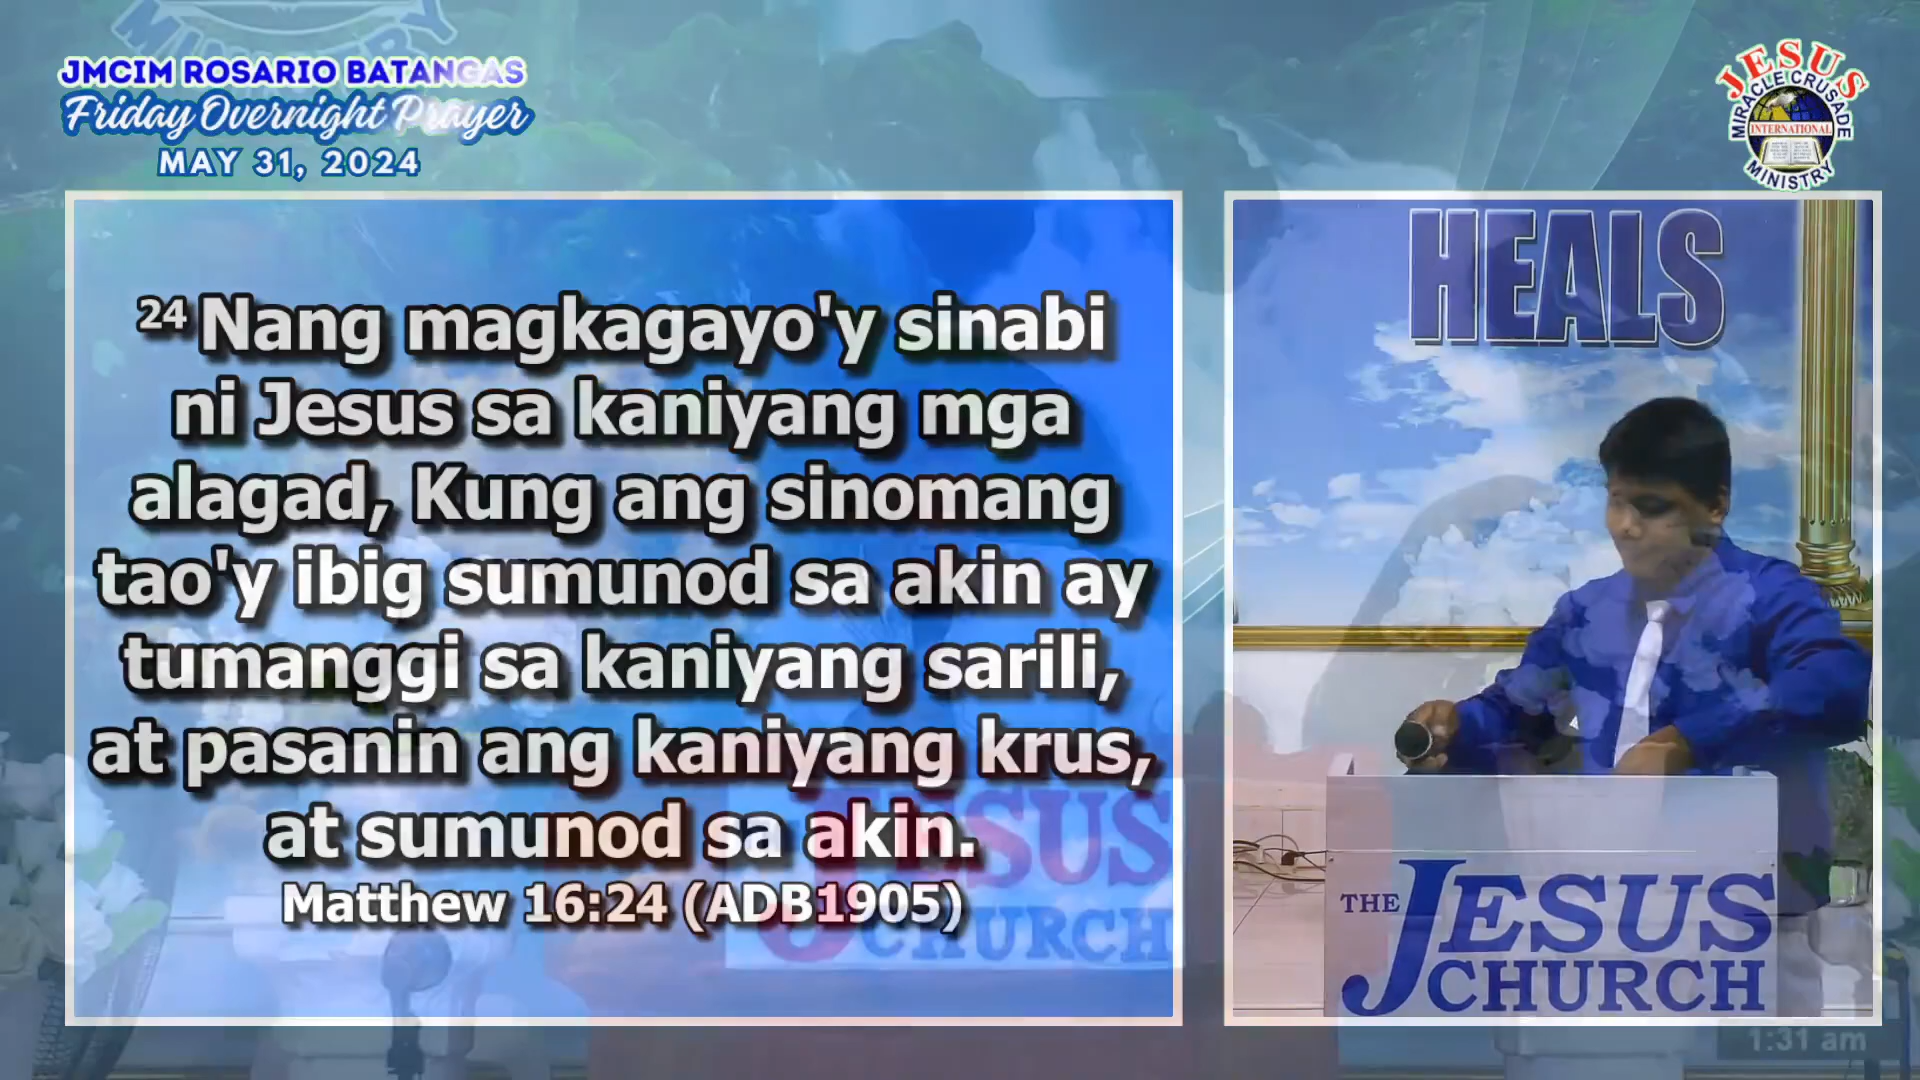 JMCIM ROSARIO BATANGAS
Friday Overnight Prayer
MAY 31, 2024
JESUS
MIRACLE CRUSADE
INTERNATIONAL
MINISTRY
MINISTRY
HEALS
24 Nang magkagayo'y sinabi
ni Jesus sa kaniyang mga
alagad, Kung ang sinomang
tao'y ibig sumunod sa akin ay
tumanggi sa kaniyang sarili,
at pasanin ang kaniyang krus,
at sumunod sa akin.
Matthew 16:24 (ADB1905)
JESUS
CHURCH
THE JESUS
CHURCH
1:31 am